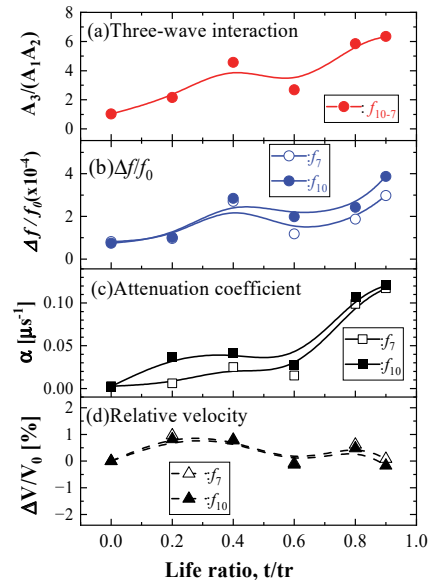 (a)Three-wave interaction
A₃/(A₁A₂)
8
6
4
2
0
:f₁₀₋₇
(b)Δf/f₀
Δf/f₀(x10⁻⁴)
4
2
0
:f₇
:f₁₀
(c)Attenuation coefficient
α [μs⁻¹]
0.10
0.05
0.00
:f₇
:f₁₀
(d)Relative velocity
ΔV/V₀ [%]
2
1
0
-1
-2
:f₇
:f₁₀
0.0 0.2 0.4 0.6 0.8 1.0
Life ratio, t/tr